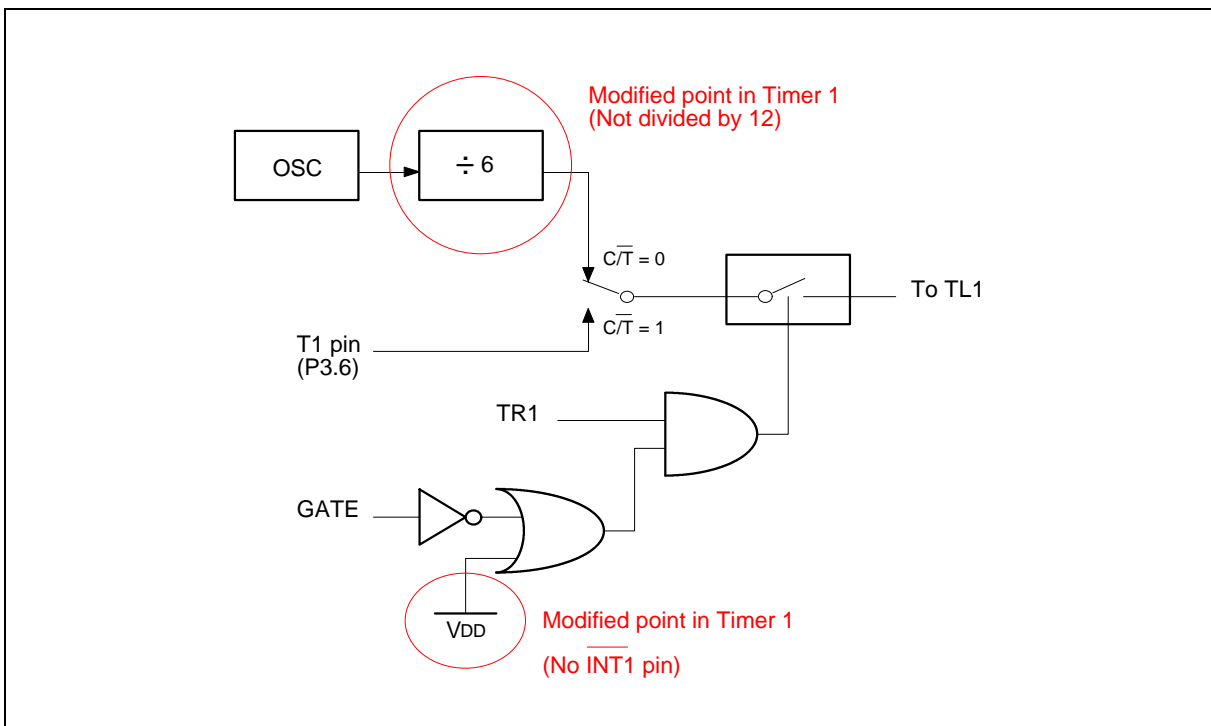 Modified point in Timer 1
(Not divided by 12)
OSC
÷ 6
C/T̅ = 0
To TL1
C/T̅ = 1
T1 pin
(P3.6)
TR1
GATE
VDD
Modified point in Timer 1
(No I̅N̅T̅1̅ pin)